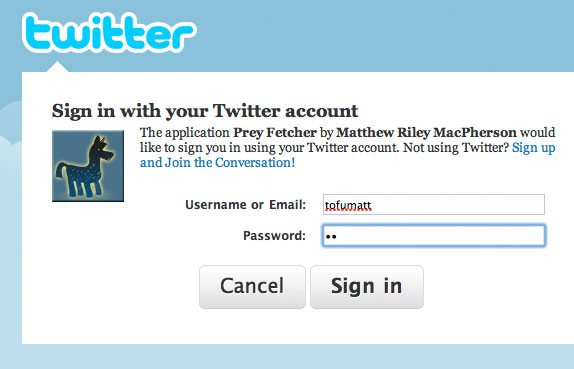 twitter
Sign in with your Twitter account
The application Prey Fetcher by Matthew Riley MacPherson would
like to sign you in using your Twitter account. Not using Twitter? Sign up
and Join the Conversation!
Username or Email: tofumatt
Password: ••
Cancel Sign in